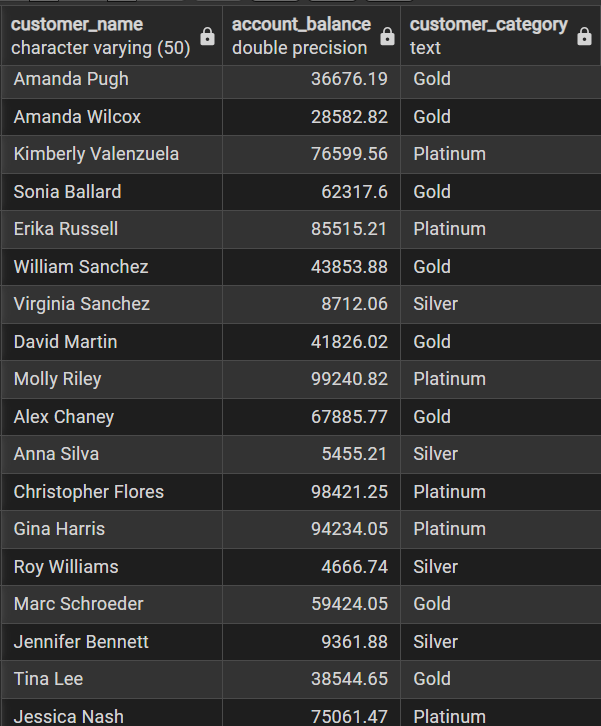 customer_name account_balance customer_category
character varying (50) double precision text
Amanda Pugh 36676.19 Gold
Amanda Wilcox 28582.82 Gold
Kimberly Valenzuela 76599.56 Platinum
Sonia Ballard 62317.6 Gold
Erika Russell 85515.21 Platinum
William Sanchez 43853.88 Gold
Virginia Sanchez 8712.06 Silver
David Martin 41826.02 Gold
Molly Riley 99240.82 Platinum
Alex Chaney 67885.77 Gold
Anna Silva 5455.21 Silver
Christopher Flores 98421.25 Platinum
Gina Harris 94234.05 Platinum
Roy Williams 4666.74 Silver
Marc Schroeder 59424.05 Gold
Jennifer Bennett 9361.88 Silver
Tina Lee 38544.65 Gold
Jessica Nash 75061.47 Platinum